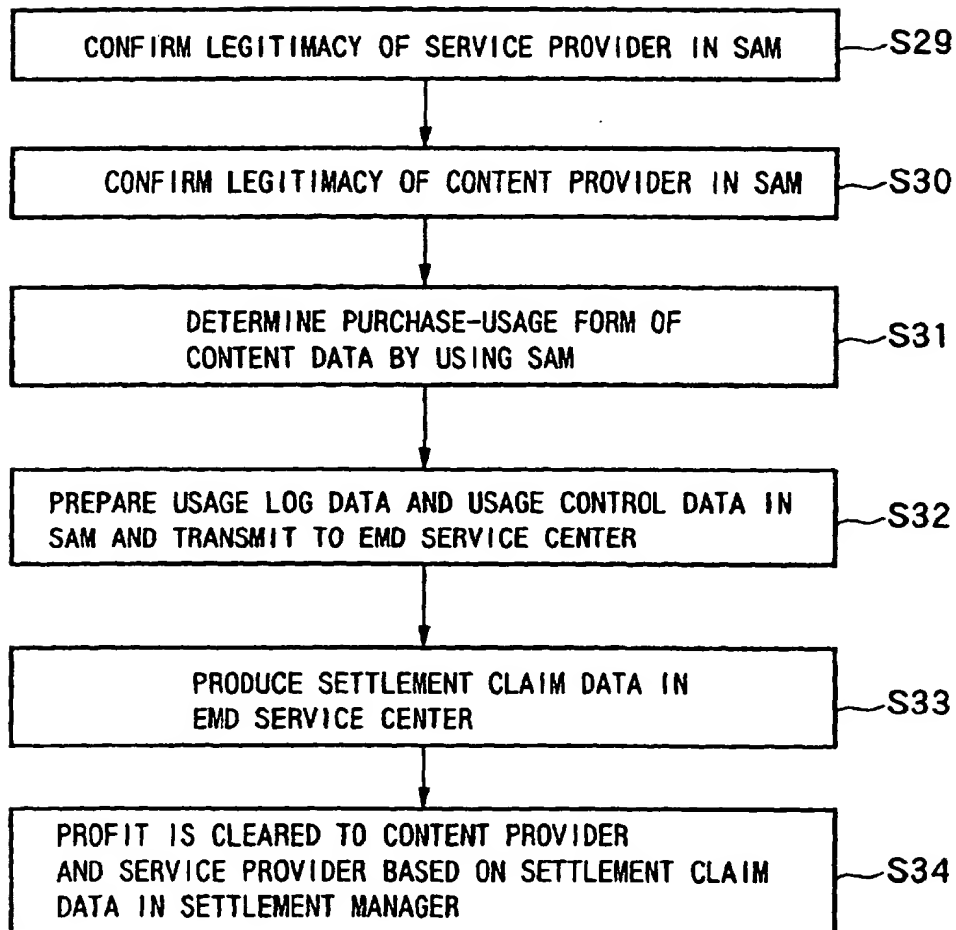 CONFIRM LEGITIMACY OF SERVICE PROVIDER IN SAM
S29
CONFIRM LEGITIMACY OF CONTENT PROVIDER IN SAM
S30
DETERMINE PURCHASE-USAGE FORM OF
CONTENT DATA BY USING SAM
S31
PREPARE USAGE LOG DATA AND USAGE CONTROL DATA IN
SAM AND TRANSMIT TO EMD SERVICE CENTER
S32
PRODUCE SETTLEMENT CLAIM DATA IN
EMD SERVICE CENTER
S33
PROFIT IS CLEARED TO CONTENT PROVIDER
AND SERVICE PROVIDER BASED ON SETTLEMENT CLAIM
DATA IN SETTLEMENT MANAGER
S34